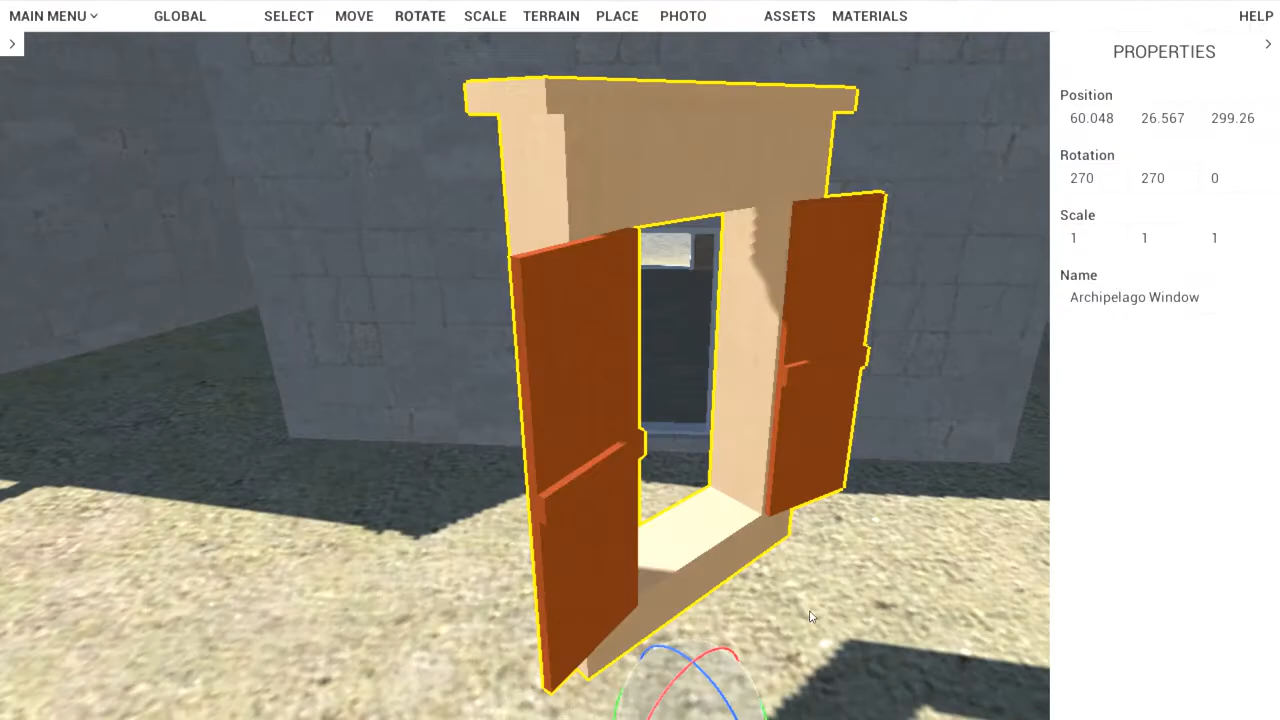 MAIN MENU GLOBAL SELECT MOVE ROTATE SCALE TERRAIN PLACE PHOTO ASSETS MATERIALS HELP
PROPERTIES
Position
60.048 26.567 299.26
Rotation
270 270 0
Scale
1 1 1
Name
Archipelago Window